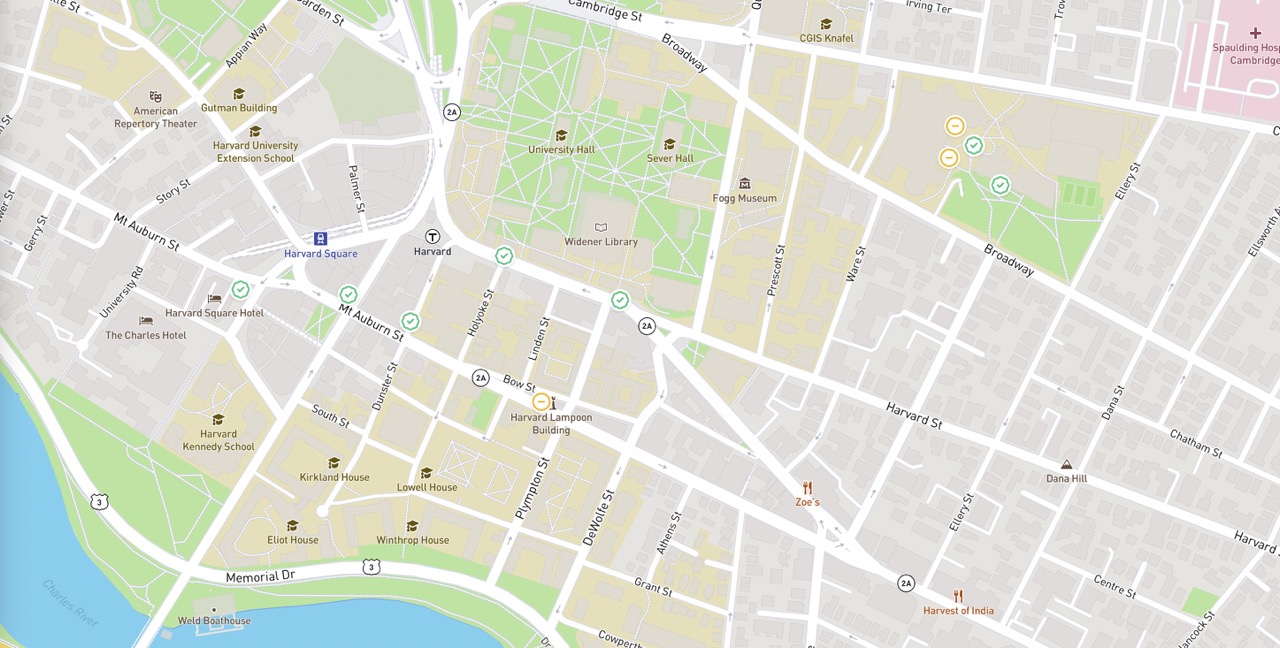 Garden St
Cambridge St
Irving Ter
CGIS Knafel
Broadway
Spaulding Hosp
Cambridge
Appian Way
Gutman Building
American
Repertory Theater
Harvard University
Extension School
2A
University Hall
Sever Hall
Fogg Museum
Palmer St
Story St
Mt Auburn St
Gerry St
Harvard Square
T
Harvard
Widener Library
Prescott St
Ware St
Ellery St
Ellsworth
Broadway
University Rd
Harvard Square Hotel
The Charles Hotel
Mt Auburn St
Holyoke St
Linden St
2A
2A
Bow St
Harvard Lampoon
Building
Dunster St
South St
Harvard
Kennedy School
Kirkland House
Lowell House
Plympton St
DeWolfe St
Harvard St
Dana St
Chatham St
Dana Hill
Zoe's
3
Eliot House
Winthrop House
Athens St
Ellery St
Harvard
Memorial Dr
3
Grant St
2A
Centre St
Harvest of India
Charles River
Weld Boathouse
Cowperth
Dr